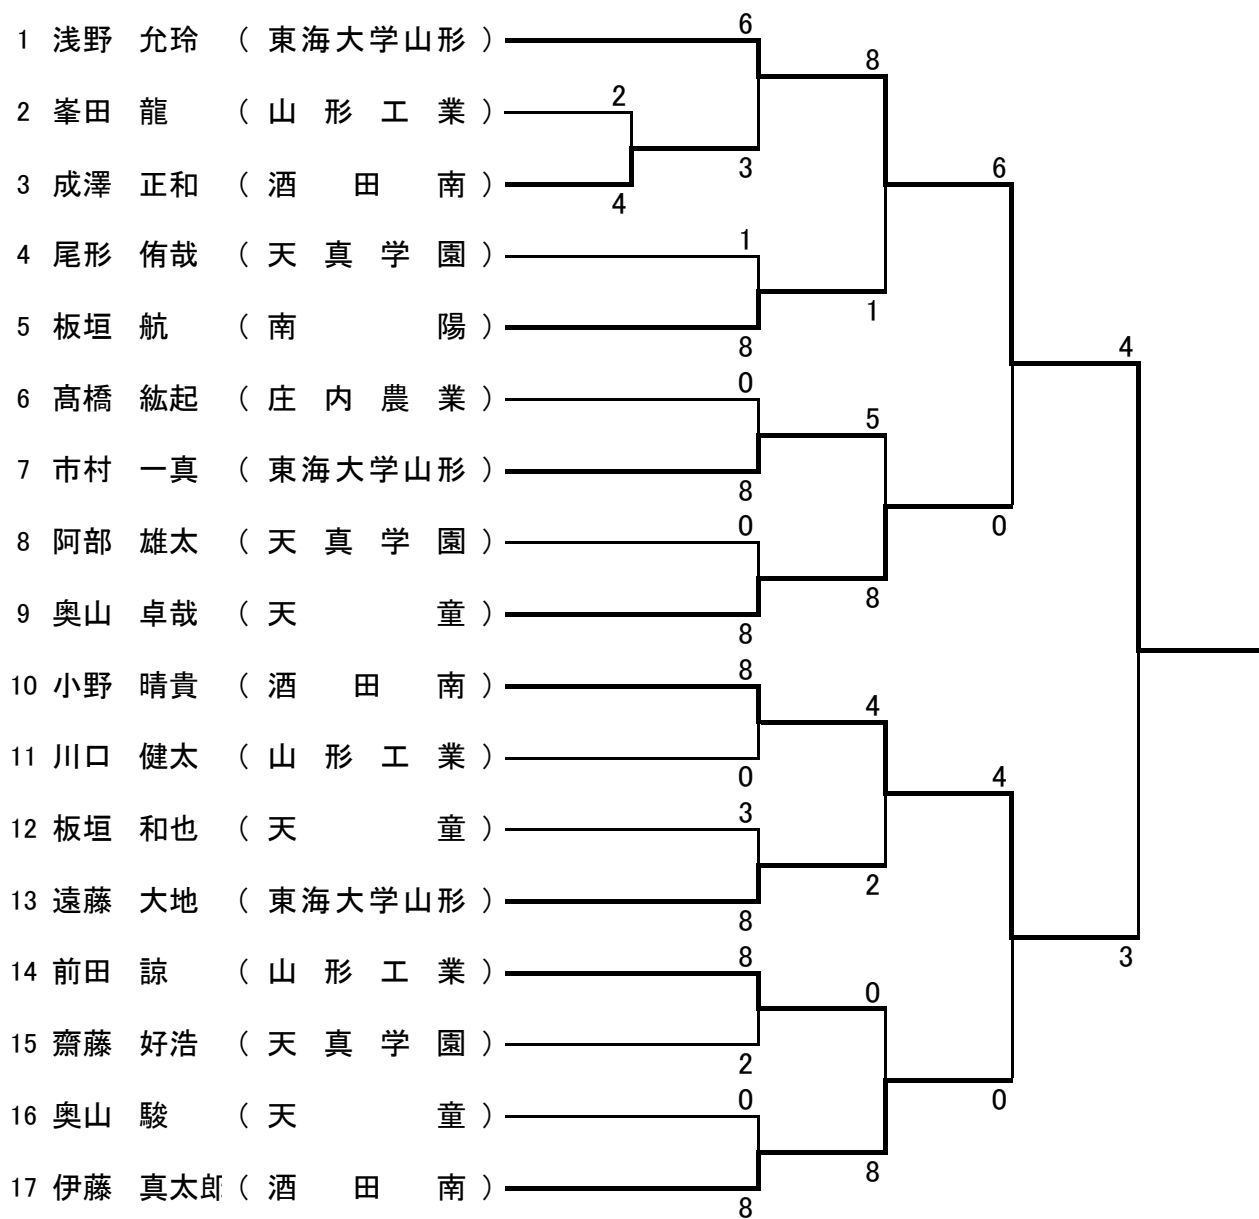 6
1 浅野 允玲 ( 東海大学山形 )
8
2
2 峯田 龍 ( 山形工業 )
3
6
3 成澤 正和 ( 酒田南 )
4
1
4 尾形 侑哉 ( 天真学園 )
1
5 板垣 航 ( 南陽 )
8
4
0
6 髙橋 紘起 ( 庄内農業 )
5
7 市村 一真 ( 東海大学山形 )
8
0
0
8 阿部 雄太 ( 天真学園 )
8
9 奥山 卓哉 ( 天童 )
8
8
10 小野 晴貴 ( 酒田南 )
4
11 川口 健太 ( 山形工業 )
0
4
3
12 板垣 和也 ( 天童 )
2
13 遠藤 大地 ( 東海大学山形 )
8
8
3
14 前田 諒 ( 山形工業 )
0
15 齋藤 好浩 ( 天真学園 )
2
0
0
16 奥山 駿 ( 天童 )
8
17 伊藤 真太郎 ( 酒田南 )
8